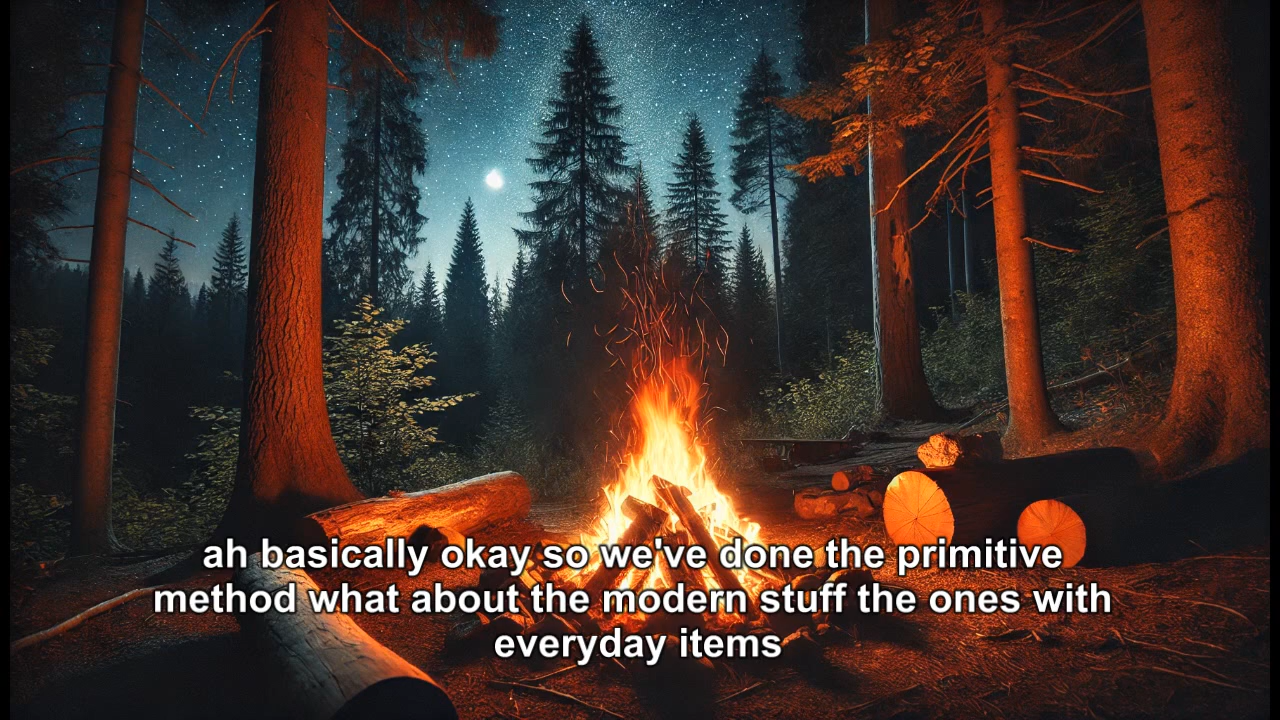 ah basically okay so we've done the primitive
method what about the modern stuff the ones with
everyday items